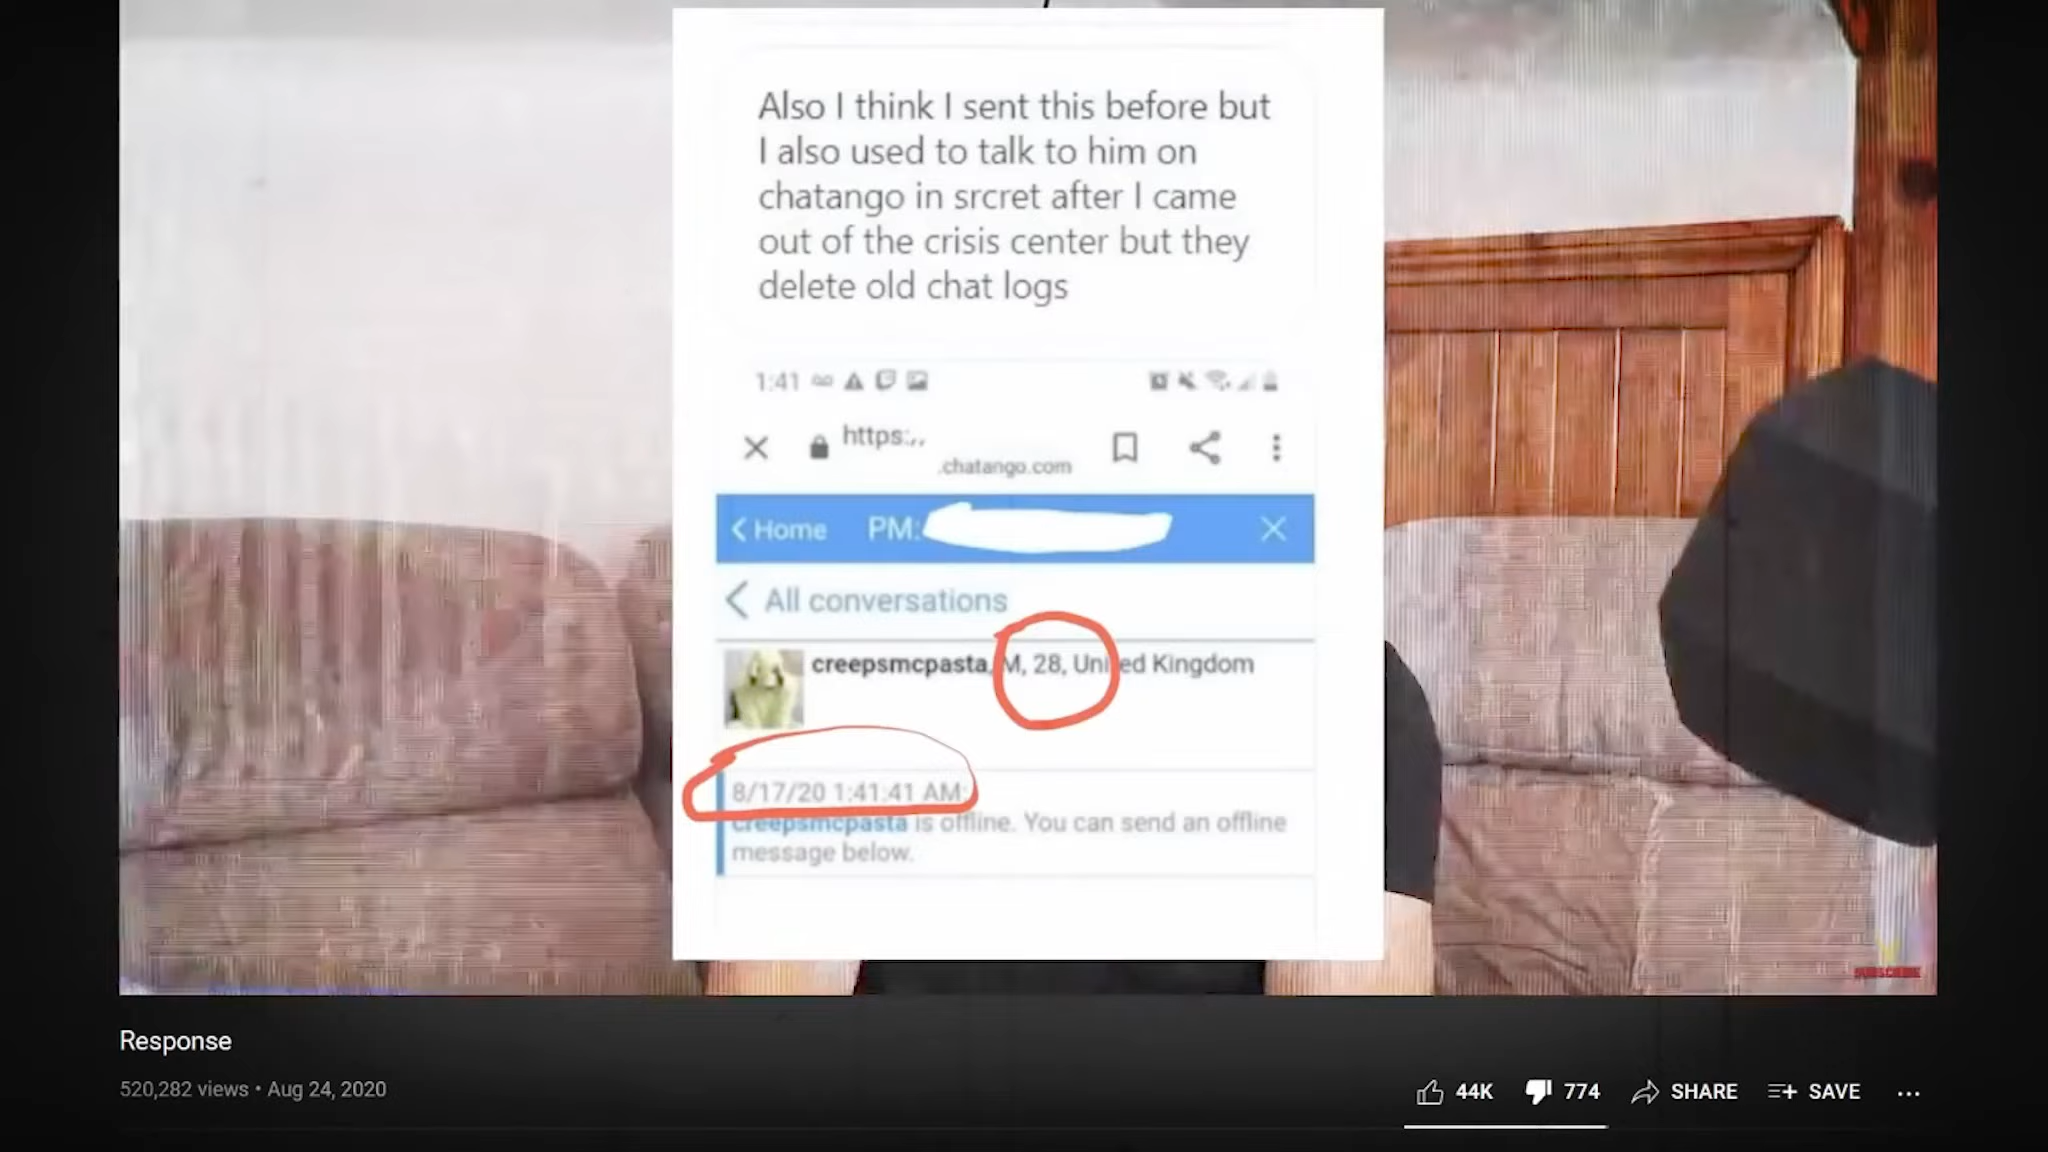 Also I think I sent this before but
I also used to talk to him on
chatango in srcret after I came
out of the crisis center but they
delete old chat logs
1:41
https:,,
.chatango.com
Home PM:
All conversations
creepsmcpasta, M, 28, United Kingdom
8/17/20 1:41:41 AM:
creepsmcpasta is offline. You can send an offline
message below.
SUBSCRIBE
Response
520,282 views • Aug 24, 2020
44K 774 SHARE SAVE